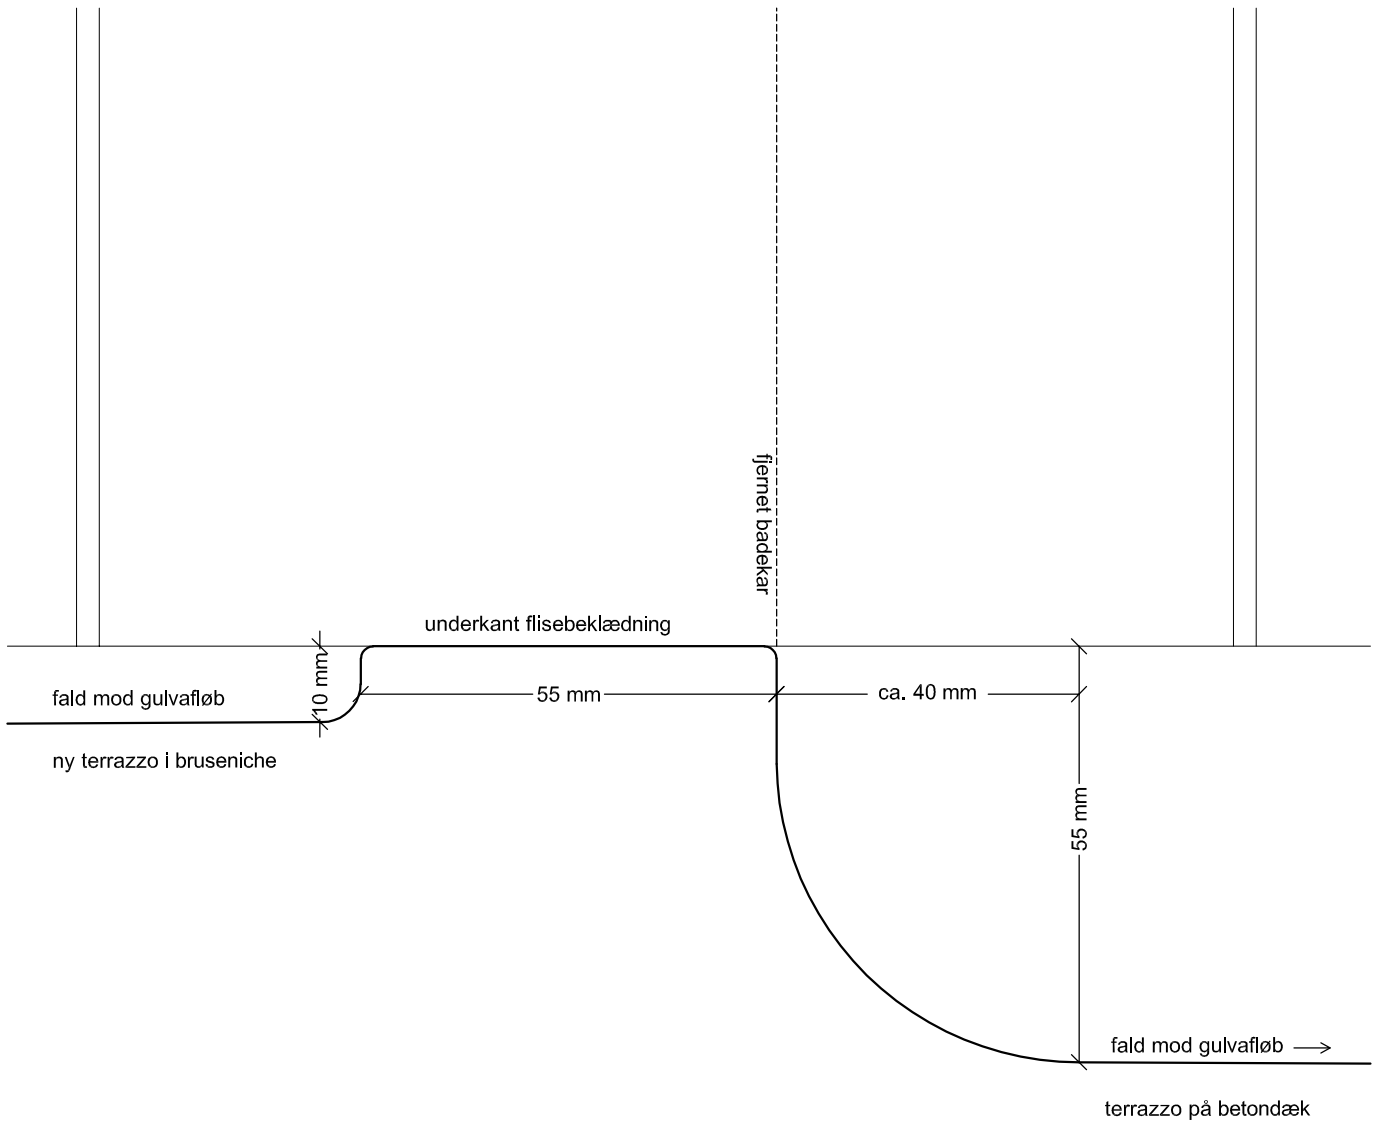 fjernet badekar
underkant flisebeklædning
10 mm
fald mod gulvafløb
55 mm
ca. 40 mm
ny terrazzo i bruseniche
55 mm
fald mod gulvafløb
terrazzo på betondæk